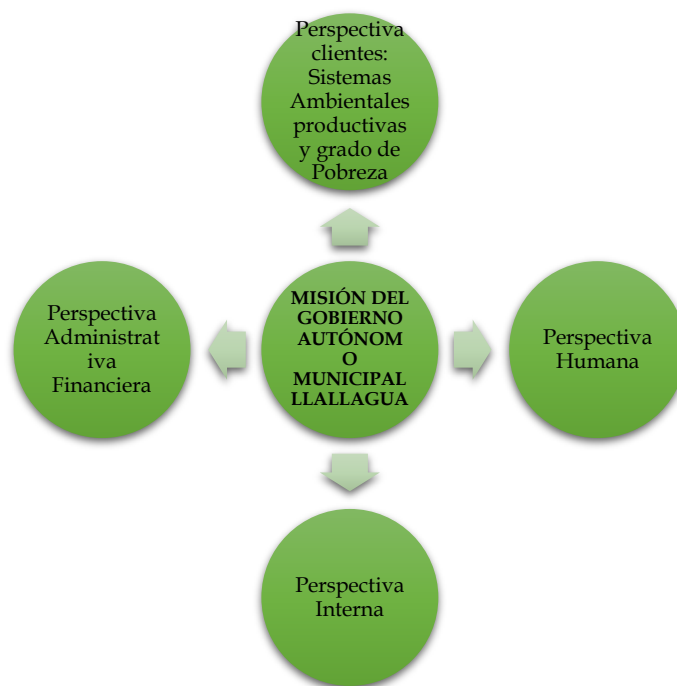 Perspectiva
clientes:
Sistemas
Ambientales
productivas
y grado de
Pobreza
Perspectiva
Administrat
iva
Financiera
MISIÓN DEL
GOBIERNO
AUTÓNOM
O
MUNICIPAL
LLALLAGUA
Perspectiva
Humana
Perspectiva
Interna